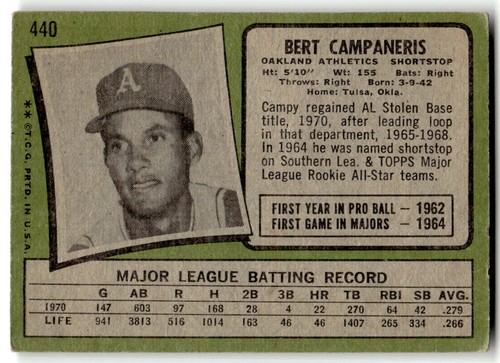 440
A
BERT CAMPANERIS
OAKLAND ATHLETICS SHORTSTOP
Ht: 5'10" Wt: 155 Bats: Right
Throws: Right Born: 3-9-42
Home: Tulsa, Okla.
Campy regained AL Stolen Base
title, 1970, after leading loop
in that department, 1965-1968.
In 1964 he was named shortstop
on Southern Lea. & TOPPS Major
League Rookie All-Star teams.
FIRST YEAR IN PRO BALL — 1962
FIRST GAME IN MAJORS — 1964
**©T.C.G. PRTD. IN U.S.A.
MAJOR LEAGUE BATTING RECORD
G AB R H 2B 3B HR TB RBI SB AVG.
1970 147 603 97 168 28 4 22 270 64 42 .279
LIFE 941 3813 516 1014 163 46 46 1407 265 334 .266